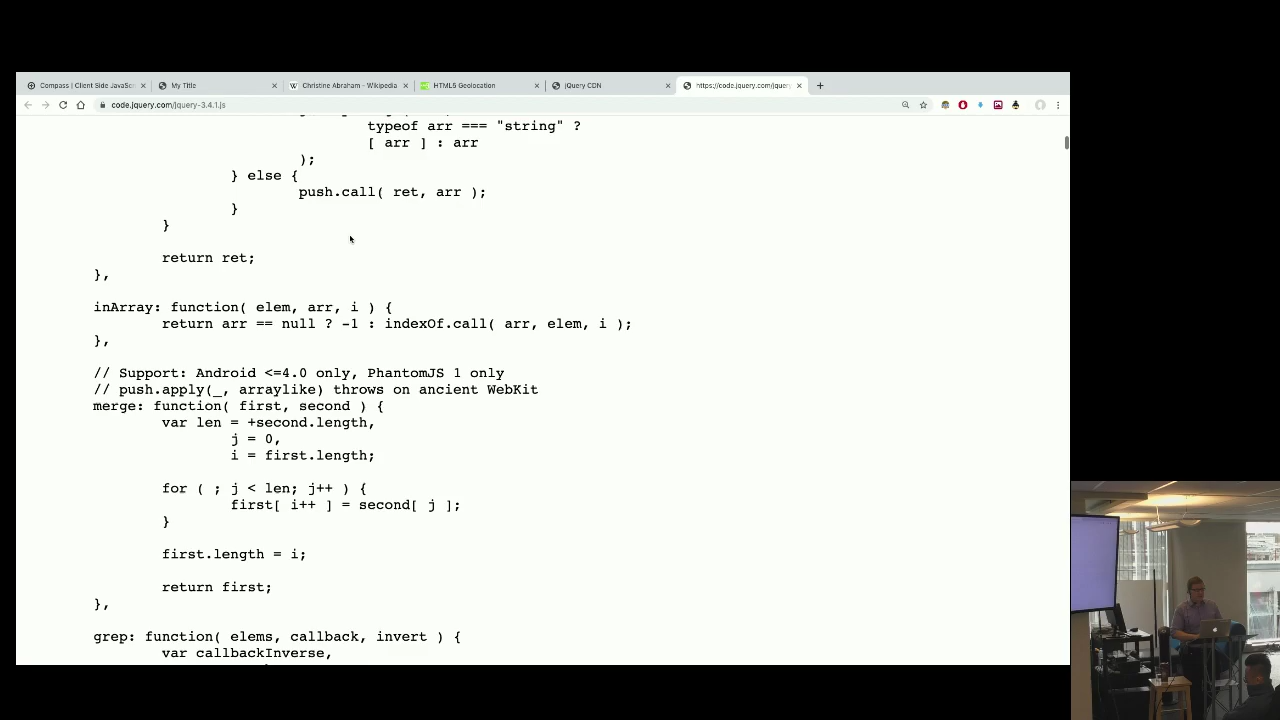 Compass | Client Side JavaSc
My Title
Christine Abraham - Wikipedia
HTML5 Geolocation
jQuery CDN
https://code.jquery.com/jquery
code.jquery.com/jquery-3.4.1.js
typeof arr === "string" ?
[ arr ] : arr
);
} else {
push.call( ret, arr );
}
}
return ret;
},
inArray: function( elem, arr, i ) {
return arr == null ? -1 : indexOf.call( arr, elem, i );
},
// Support: Android <=4.0 only, PhantomJS 1 only
// push.apply(_, arraylike) throws on ancient WebKit
merge: function( first, second ) {
var len = +second.length,
j = 0,
i = first.length;
for ( ; j < len; j++ ) {
first[ i++ ] = second[ j ];
}
first.length = i;
return first;
},
grep: function( elems, callback, invert ) {
var callbackInverse,